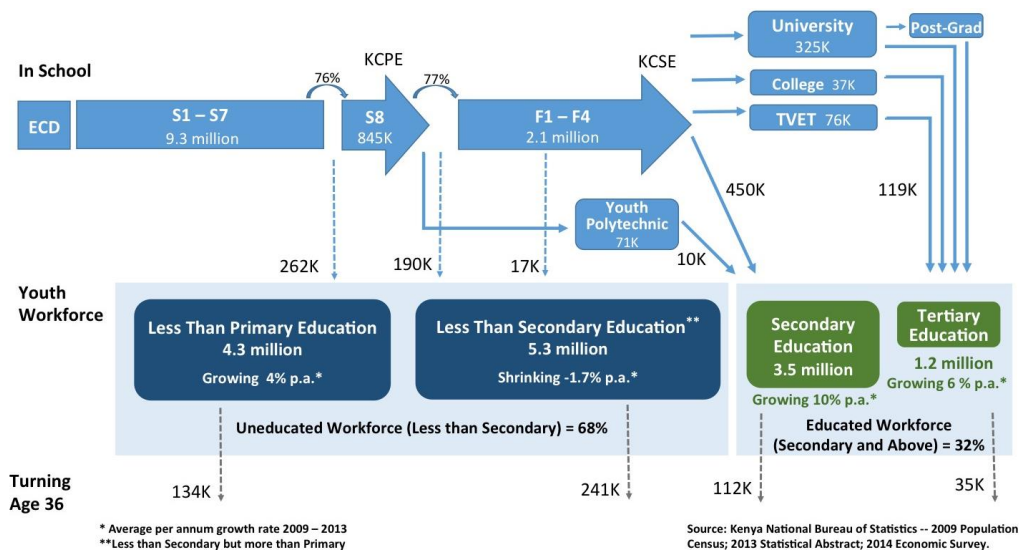 University
325K
Post-Grad
In School
KCPE
KCSE
76%
77%
College 37K
ECD
S1 – S7
9.3 million
S8
845K
F1 – F4
2.1 million
TVET 76K
450K
119K
Youth
Polytechnic
71K
262K
190K
17K
10K
Youth
Workforce
Less Than Primary Education
4.3 million
Growing 4% p.a.*
Less Than Secondary Education**
5.3 million
Shrinking -1.7% p.a.*
Secondary
Education
3.5 million
Growing 10% p.a.*
Tertiary
Education
1.2 million
Growing 6 % p.a.*
Uneducated Workforce (Less than Secondary) = 68%
Educated Workforce
(Secondary and Above) = 32%
Turning
Age 36
134K
241K
112K
35K
* Average per annum growth rate 2009 – 2013
**Less than Secondary but more than Primary
Source: Kenya National Bureau of Statistics -- 2009 Population
Census; 2013 Statistical Abstract; 2014 Economic Survey.